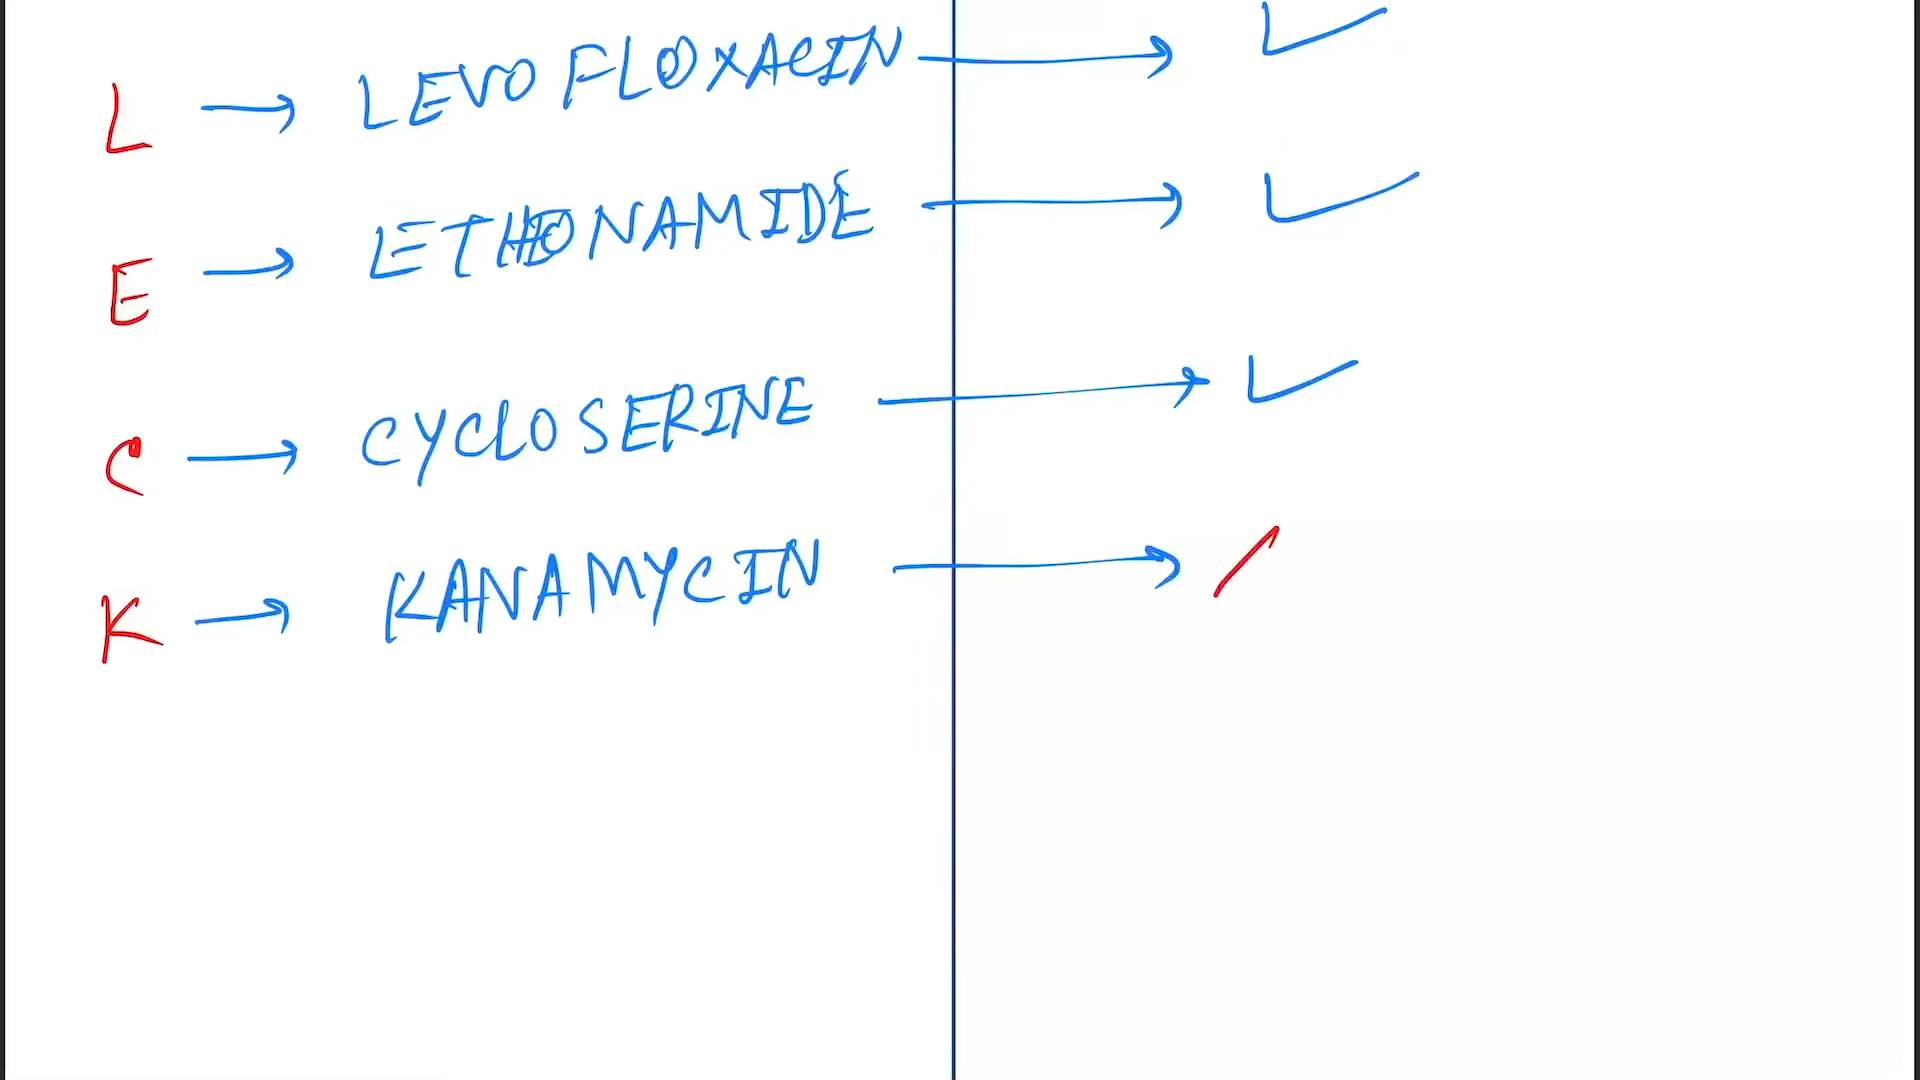 L → LEVOFLOXACIN → ✓
E → ETHIONAMIDE → ✓
C → CYCLOSERINE → ✓
K → KANAMYCIN →